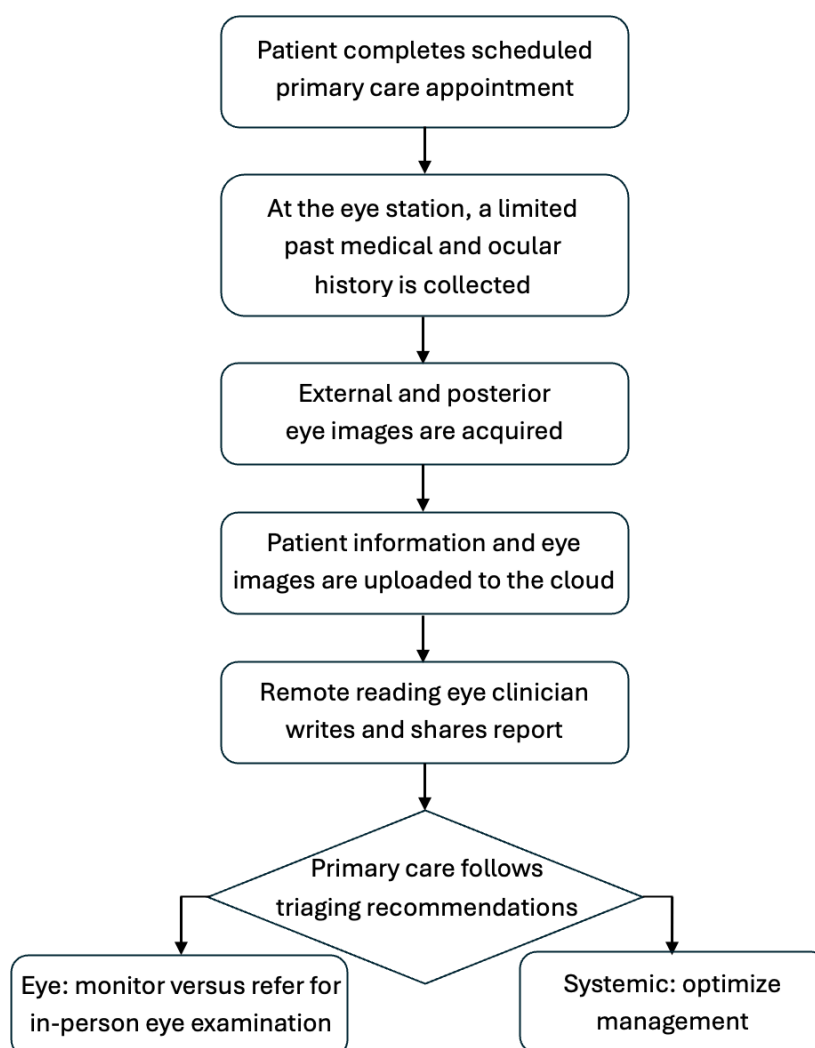 Patient completes scheduled
primary care appointment
At the eye station, a limited
past medical and ocular
history is collected
External and posterior
eye images are acquired
Patient information and eye
images are uploaded to the cloud
Remote reading eye clinician
writes and shares report
Primary care follows
triaging recommendations
Eye: monitor versus refer for
in-person eye examination
Systemic: optimize
management